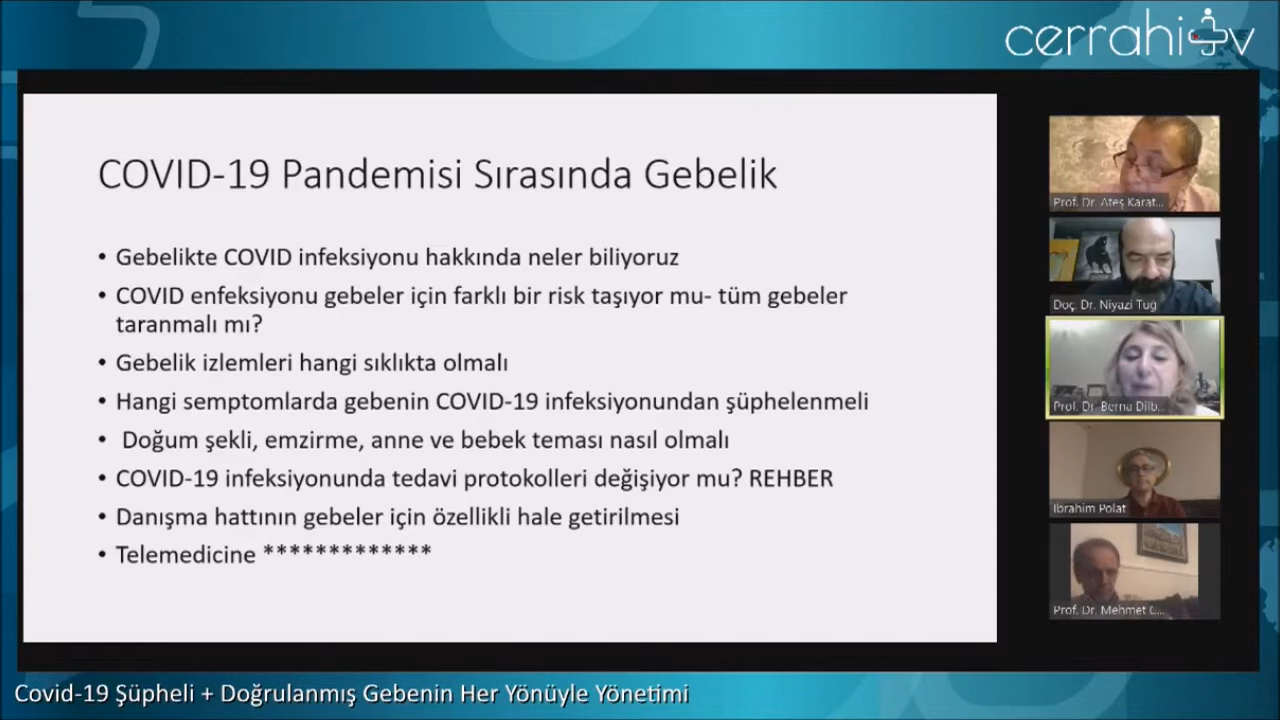 cerrahi tv
COVID-19 Pandemisi Sırasında Gebelik
• Gebelikte COVID infeksiyonu hakkında neler biliyoruz
• COVID enfeksiyonu gebeler için farklı bir risk taşıyor mu- tüm gebeler
taranmalı mı?
• Gebelik izlemleri hangi sıklıkta olmalı
• Hangi semptomlarda gebenin COVID-19 infeksiyonundan şüphelenmeli
• Doğum şekli, emzirme, anne ve bebek teması nasıl olmalı
• COVID-19 infeksiyonunda tedavi protokolleri değişiyor mu? REHBER
• Danışma hattının gebeler için özellikli hale getirilmesi
• Telemedicine *************
Prof. Dr. Ateş Karat...
Doç. Dr. Niyazi Tuğ
Prof. Dr. Berna Dilb...
Ibrahim Polat
Prof. Dr. Mehmet C...
Covid-19 Şüpheli + Doğrulanmış Gebenin Her Yönüyle Yönetimi